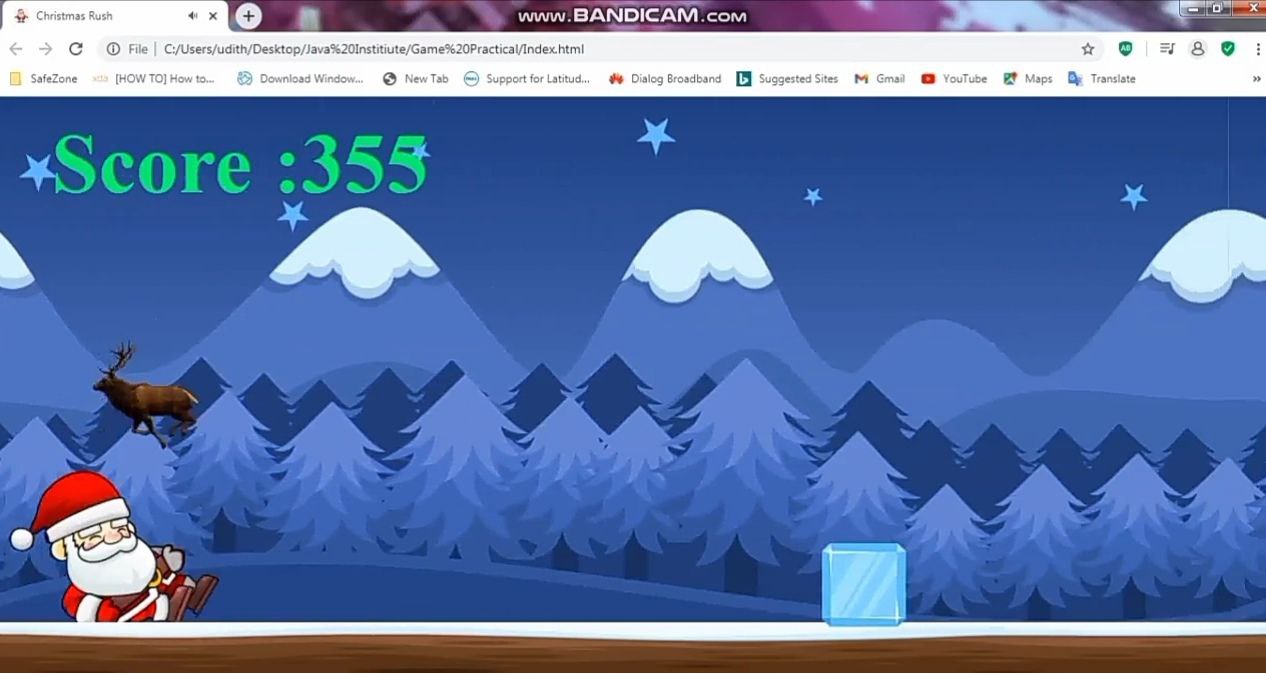 Christmas Rush
www.BANDICAM.com
File
C:/Users/udith/Desktop/Java%20Institiute/Game%20Practical/Index.html
SafeZone
[HOW TO] How to...
Download Window...
New Tab
Support for Latitud...
Dialog Broadband
Suggested Sites
Gmail
YouTube
Maps
Translate
Score :355